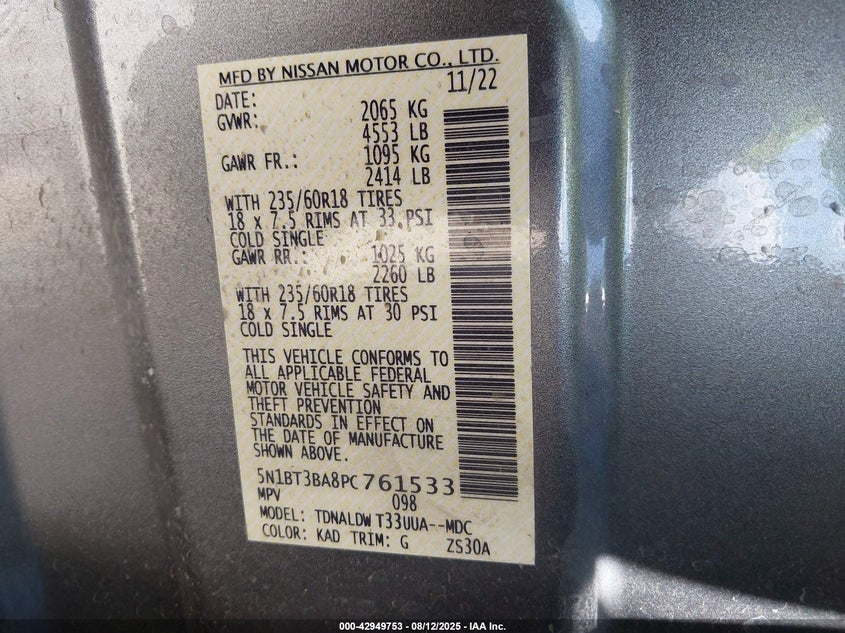 MFD BY NISSAN MOTOR CO., LTD.
DATE: 11/22
GVWR: 2065 KG
4553 LB
GAWR FR.: 1095 KG
2414 LB
WITH 235/60R18 TIRES
18 x 7.5 RIMS AT 33 PSI
COLD SINGLE
GAWR RR.: 1025 KG
2260 LB
WITH 235/60R18 TIRES
18 x 7.5 RIMS AT 30 PSI
COLD SINGLE
THIS VEHICLE CONFORMS TO
ALL APPLICABLE FEDERAL
MOTOR VEHICLE SAFETY AND
THEFT PREVENTION
STANDARDS IN EFFECT ON
THE DATE OF MANUFACTURE
SHOWN ABOVE.
5N1BT3BA8PC761533
MPV 098
MODEL: TDNALDW T33UUA--MDC
COLOR: KAD TRIM: G ZS30A
000-42949753 - 08/12/2025 - IAA Inc.